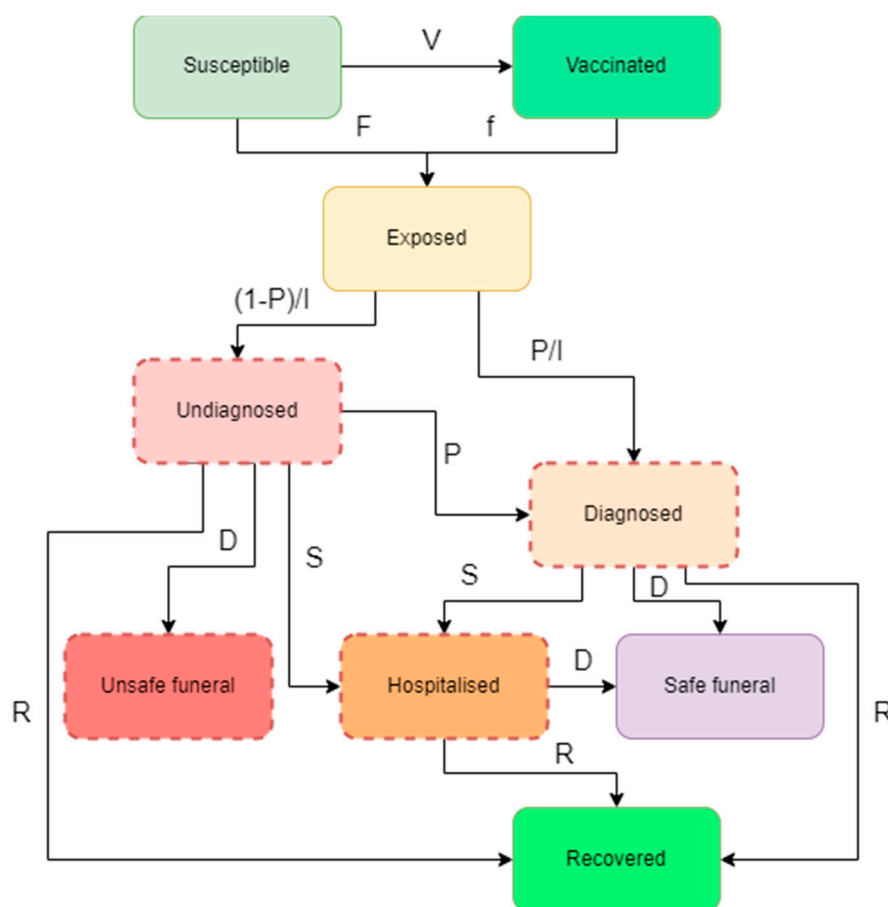 Susceptible
V
Vaccinated
F
f
Exposed
(1-P)/I
P/I
Undiagnosed
P
Diagnosed
D
S
S
D
Unsafe funeral
Hospitalised
D
Safe funeral
R
R
R
Recovered